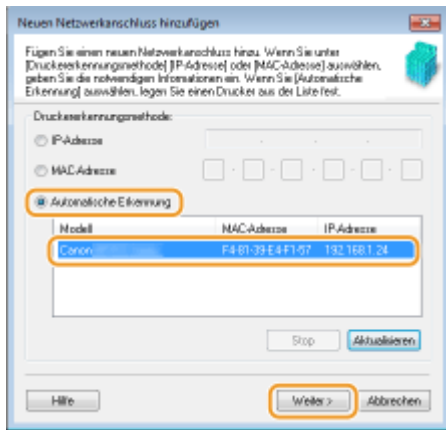 Neuen Netzwerkanschluss hinzufügen
Fügen Sie einen neuen Netzwerkanschluss hinzu. Wenn Sie unter
[Druckererkennungsmethode] [IP-Adresse] oder [MAC-Adresse] auswählen,
geben Sie die notwendigen Informationen ein. Wenn Sie [Automatische
Erkennung] auswählen, legen Sie einen Drucker aus der Liste fest.
Druckererkennungsmethode:
IP-Adresse
MAC-Adresse
Automatische Erkennung
Modell MAC-Adresse IP-Adresse
Canon F4-81-39-E4-F1-57 192.168.1.24
Stop Aktualisieren
Hilfe Weiter > Abbrechen